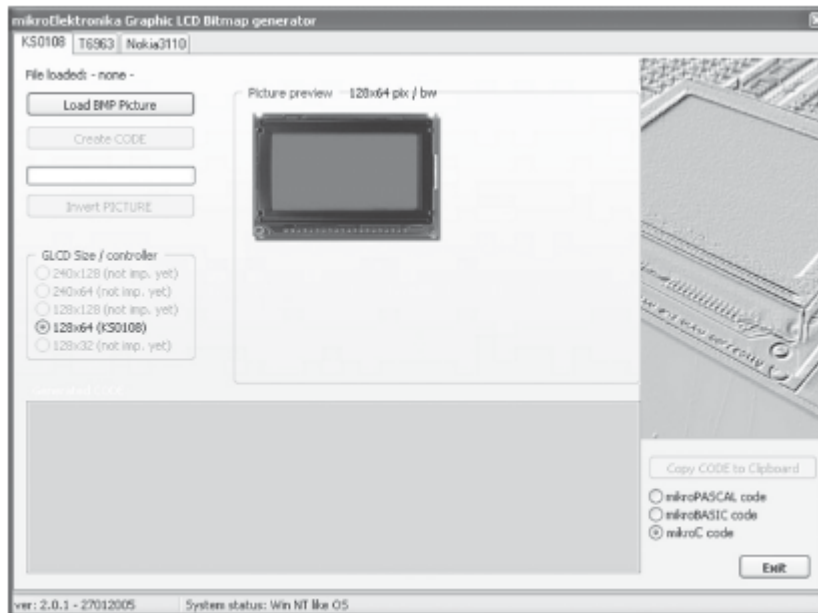 mikroElektronika Graphic LCD Bitmap generator
KS0108 T6963 Nokia3110
File loaded: - none -
Load BMP Picture
Create CODE
Invert PICTURE
GLCD Size / controller
240x128 (not imp. yet)
240x64 (not imp. yet)
128x128 (not imp. yet)
128x64 (KS0108)
128x32 (not imp. yet)
Picture preview 128x64 pix / bw
Copy CODE to Clipboard
mikroPASCAL code
mikroBASIC code
mikroC code
Exit
ver: 2.0.1 - 27012005 System status: Win NT like OS